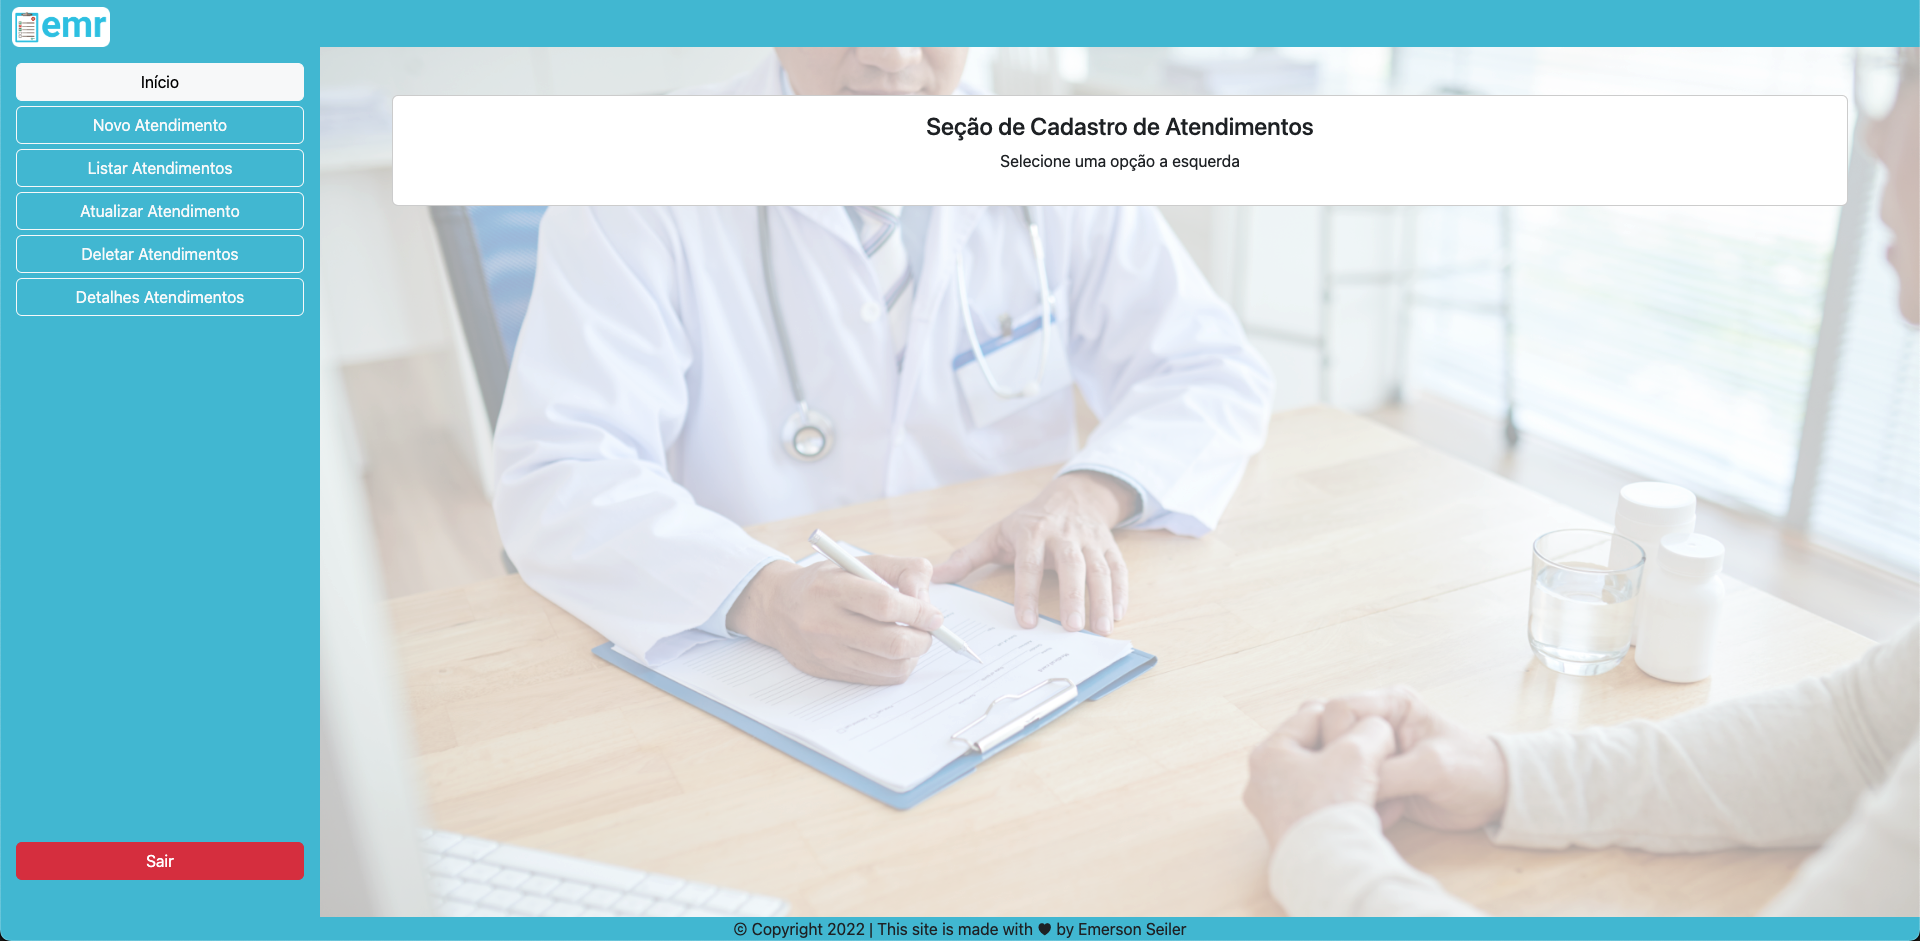 emr
Início
Novo Atendimento
Listar Atendimentos
Atualizar Atendimento
Deletar Atendimentos
Detalhes Atendimentos
Sair
Seção de Cadastro de Atendimentos
Selecione uma opção a esquerda
© Copyright 2022 | This site is made with ♥ by Emerson Seiler